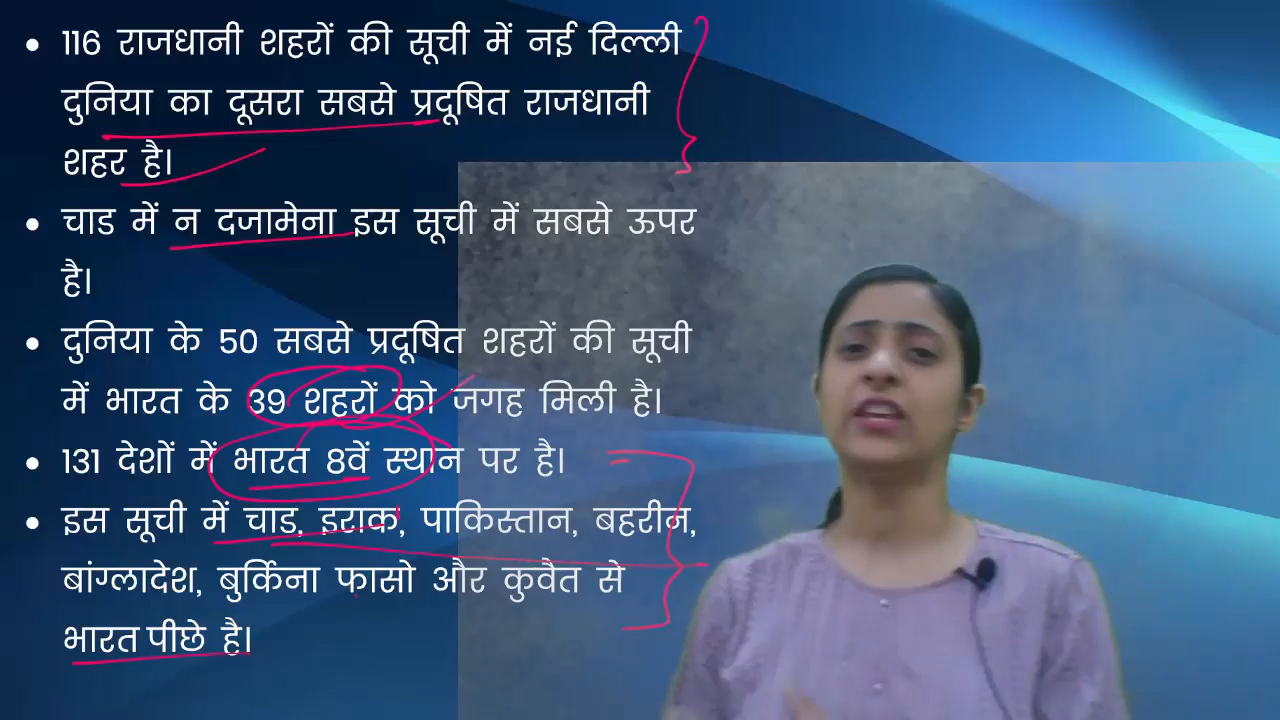 • 116 राजधानी शहरों की सूची में नई दिल्ली
दुनिया का दूसरा सबसे प्रदूषित राजधानी
शहर है।
• चाड में न दजामेना इस सूची में सबसे ऊपर
है।
• दुनिया के 50 सबसे प्रदूषित शहरों की सूची
में भारत के 39 शहरों को जगह मिली है।
• 131 देशों में भारत 8वें स्थान पर है।
• इस सूची में चाड, इराक, पाकिस्तान, बहरीन,
बांग्लादेश, बुर्किना फासो और कुवैत से
भारत पीछे है।